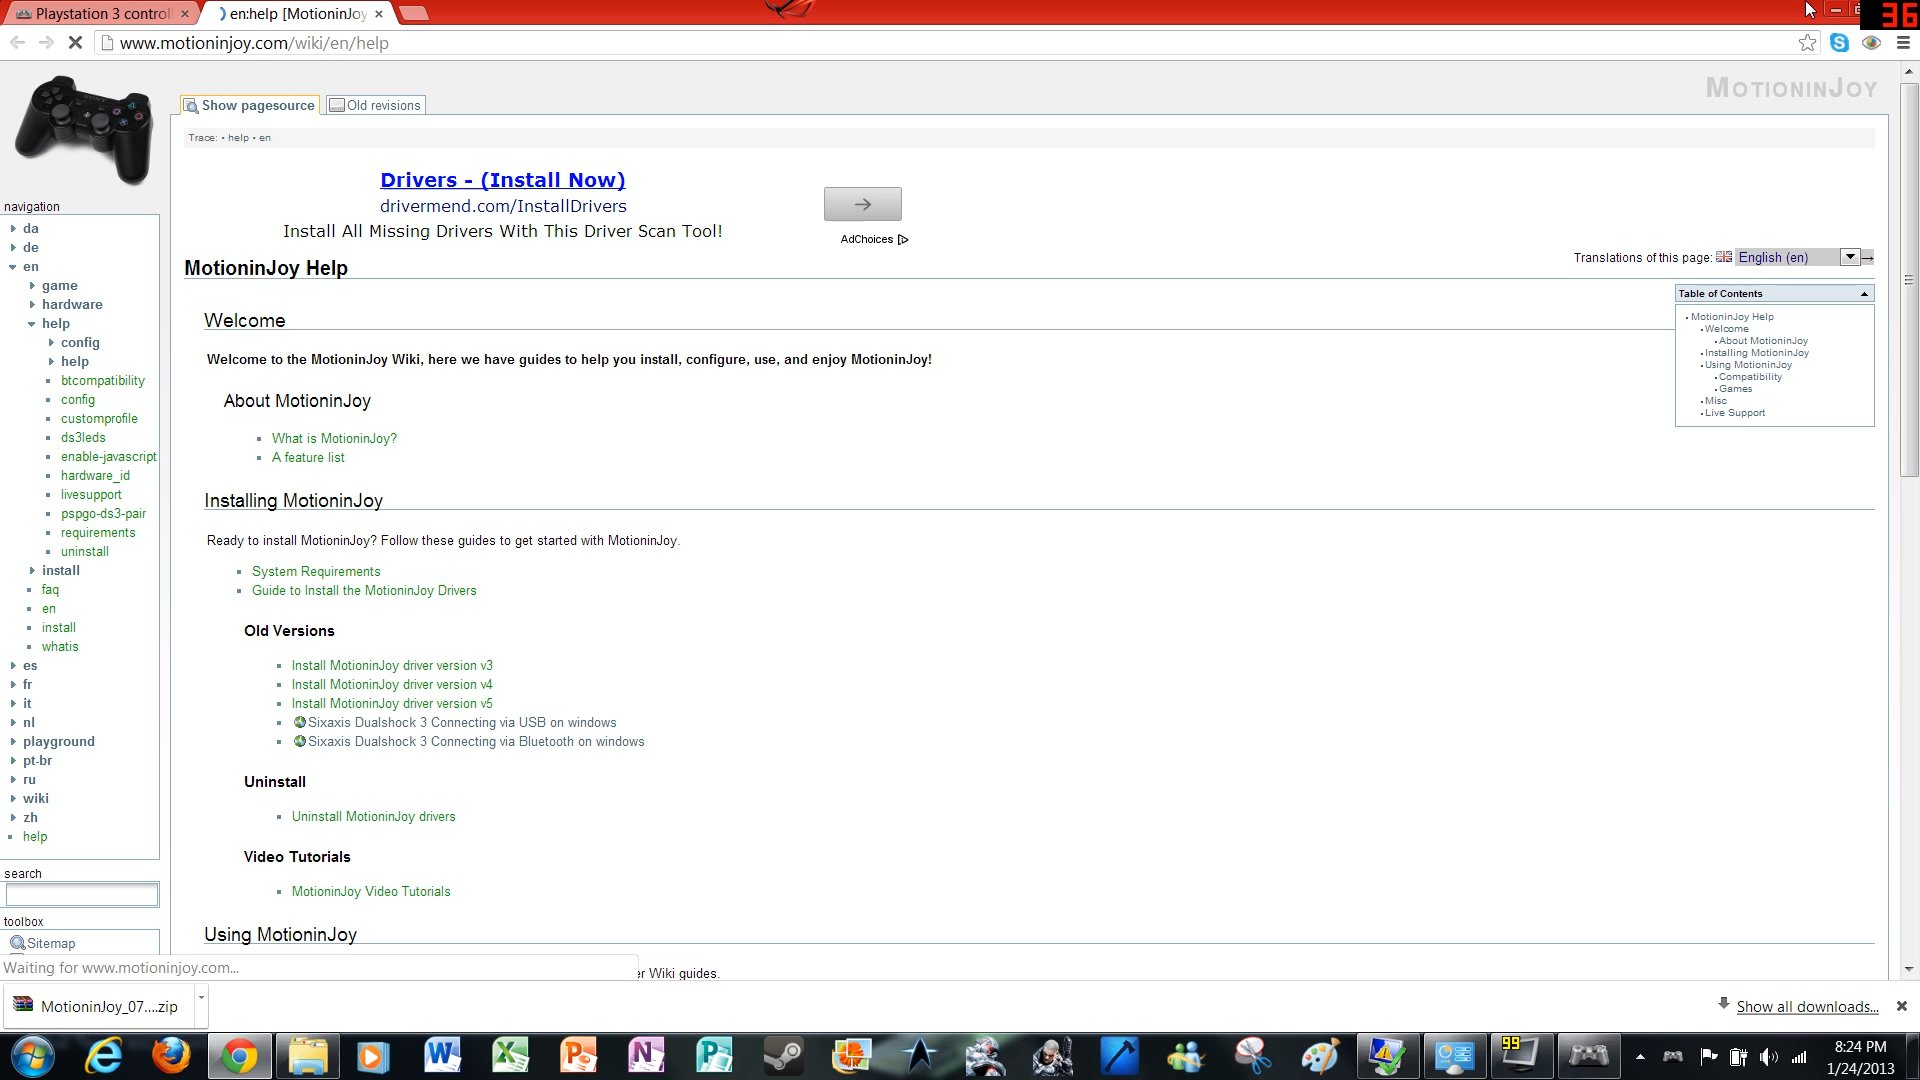 Playstation 3 control
en:help [MotioninJoy
36
www.motioninjoy.com/wiki/en/help
MotioninJoy
Show pagesource
Old revisions
Trace: • help • en
Drivers - (Install Now)
drivermend.com/InstallDrivers
Install All Missing Drivers With This Driver Scan Tool!
AdChoices
Translations of this page: English (en)
MotioninJoy Help
Table of Contents
MotioninJoy Help
Welcome
About MotioninJoy
Installing MotioninJoy
Using MotioninJoy
Compatibility
Games
Misc
Live Support
Welcome
Welcome to the MotioninJoy Wiki, here we have guides to help you install, configure, use, and enjoy MotioninJoy!
About MotioninJoy
What is MotioninJoy?
A feature list
Installing MotioninJoy
Ready to install MotioninJoy? Follow these guides to get started with MotioninJoy.
System Requirements
Guide to Install the MotioninJoy Drivers
Old Versions
Install MotioninJoy driver version v3
Install MotioninJoy driver version v4
Install MotioninJoy driver version v5
Sixaxis Dualshock 3 Connecting via USB on windows
Sixaxis Dualshock 3 Connecting via Bluetooth on windows
Uninstall
Uninstall MotioninJoy drivers
Video Tutorials
MotioninJoy Video Tutorials
Using MotioninJoy
er Wiki guides.
navigation
da
de
en
game
hardware
help
config
help
btcompatibility
config
customprofile
ds3leds
enable-javascript
hardware_id
livesupport
pspgo-ds3-pair
requirements
uninstall
install
faq
en
install
whatis
es
fr
it
nl
playground
pt-br
ru
wiki
zh
help
search
toolbox
Sitemap
Waiting for www.motioninjoy.com...
MotioninJoy_07....zip
Show all downloads...
99
8:24 PM
1/24/2013